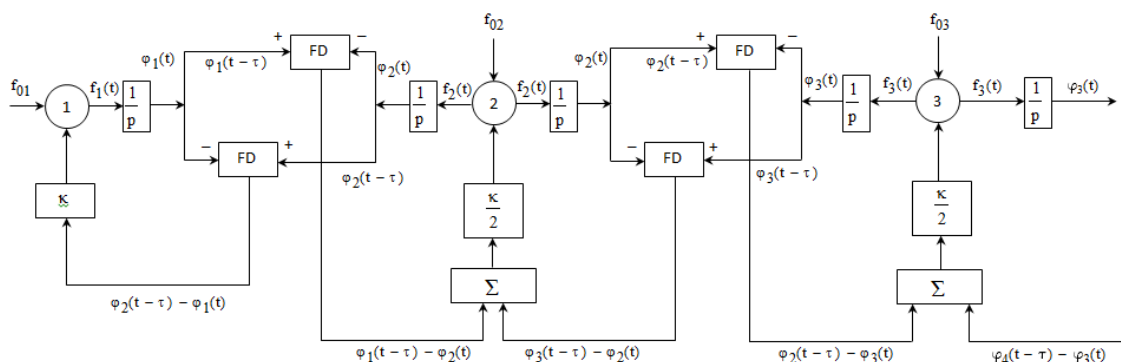 f02
f03
φ1(t)
+
FD
−
φ2(t)
+
FD
−
f01
f1(t)
φ1(t − τ)
φ2(t)
f2(t)
f2(t)
φ2(t − τ)
φ3(t)
f3(t)
f3(t)
φ3(t)
1
1
p
1
p
2
1
p
1
p
3
1
p
−
FD
+
−
FD
+
φ2(t − τ)
φ3(t − τ)
κ
κ
2
κ
2
Σ
Σ
φ2(t − τ) − φ1(t)
φ1(t − τ) − φ2(t)
φ3(t − τ) − φ2(t)
φ2(t − τ) − φ3(t)
φ4(t − τ) − φ3(t)